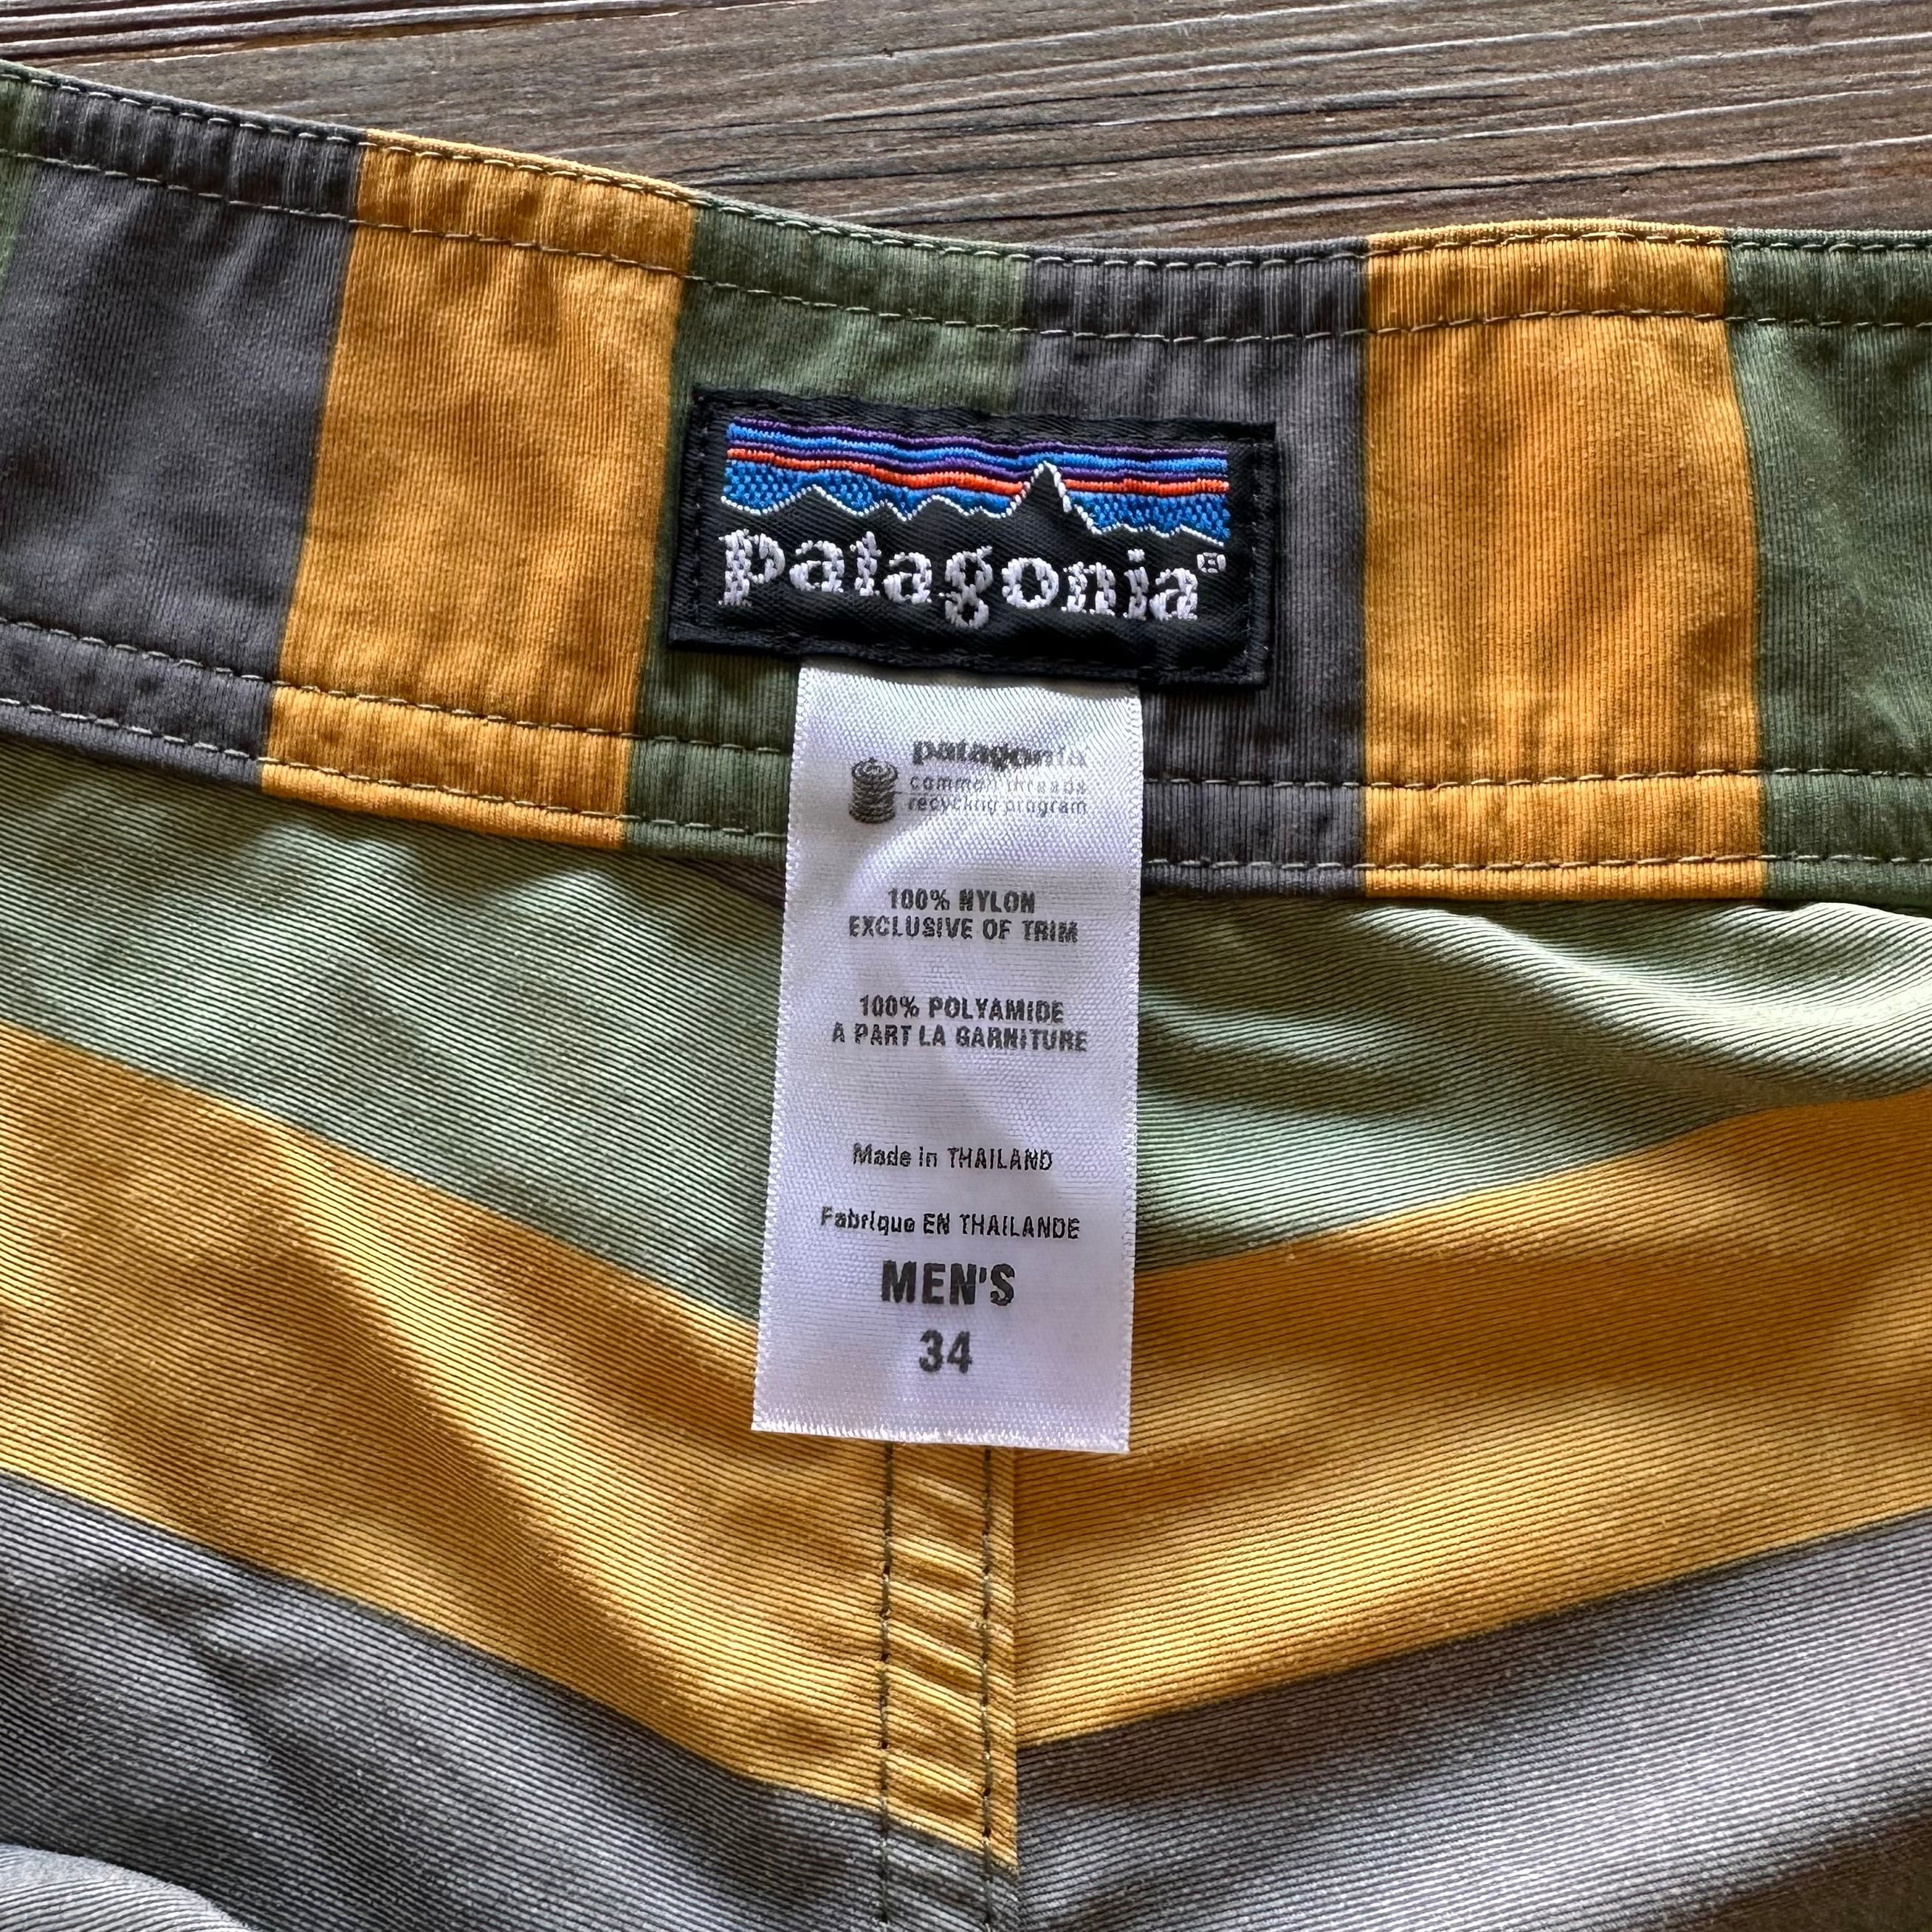 patagonia®
patagonia
common threads
recycling program
100% NYLON
EXCLUSIVE OF TRIM
100% POLYAMIDE
A PART LA GARNITURE
Made in THAILAND
Fabrique EN THAILANDE
MEN'S
34